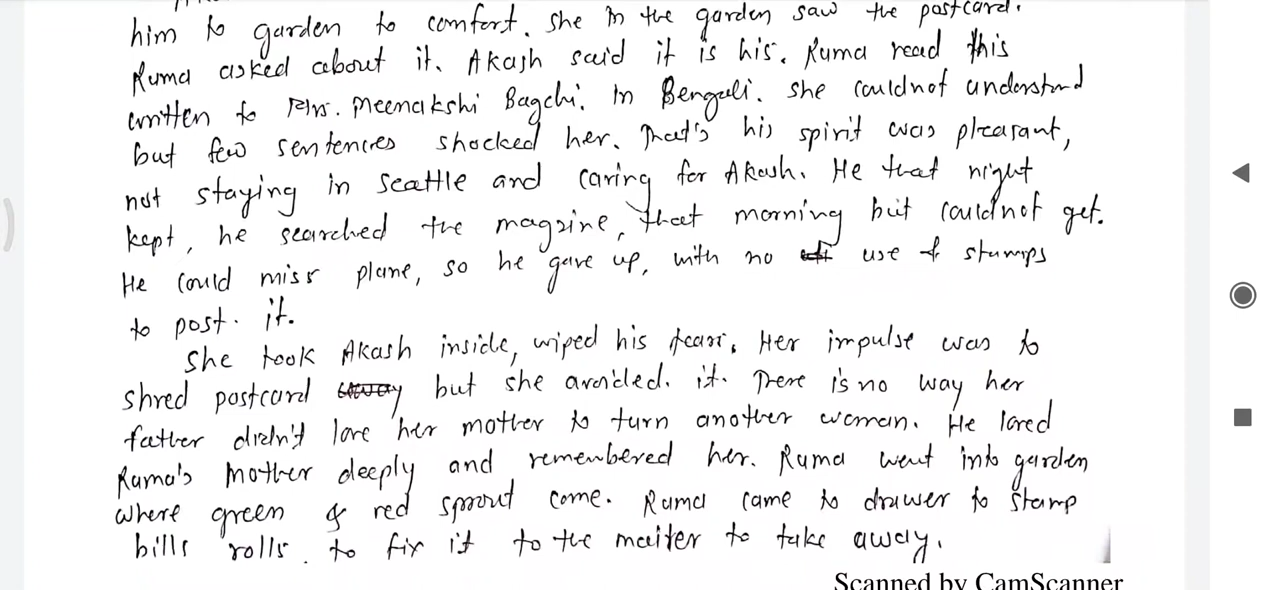 him to garden to comfort. She in the garden saw the postcard.
Ruma asked about it. Akash said it is his. Ruma read this
written to Mrs. Meenakshi Bagchi. In Bengali. She couldnot understand
but few sentences shocked her. That's his spirit was pleasant,
not staying in Seattle and caring for Akash. He that night
kept, he searched the magzine, that morning but couldnot get.
He could miss plane, so he gave up, with no use of stamps
to post. it.
She took Akash inside, wiped his tears. Her impulse was to
shred postcard but she avoided. it. There is no way her
father didn't love her mother to turn another woman. He loved
Ruma's Mother deeply and remembered her. Ruma went into garden
where green & red sprout come. Ruma came to drawer to stamp
bills rolls. to fix it to the mailer to take away.
Scanned by CamScanner